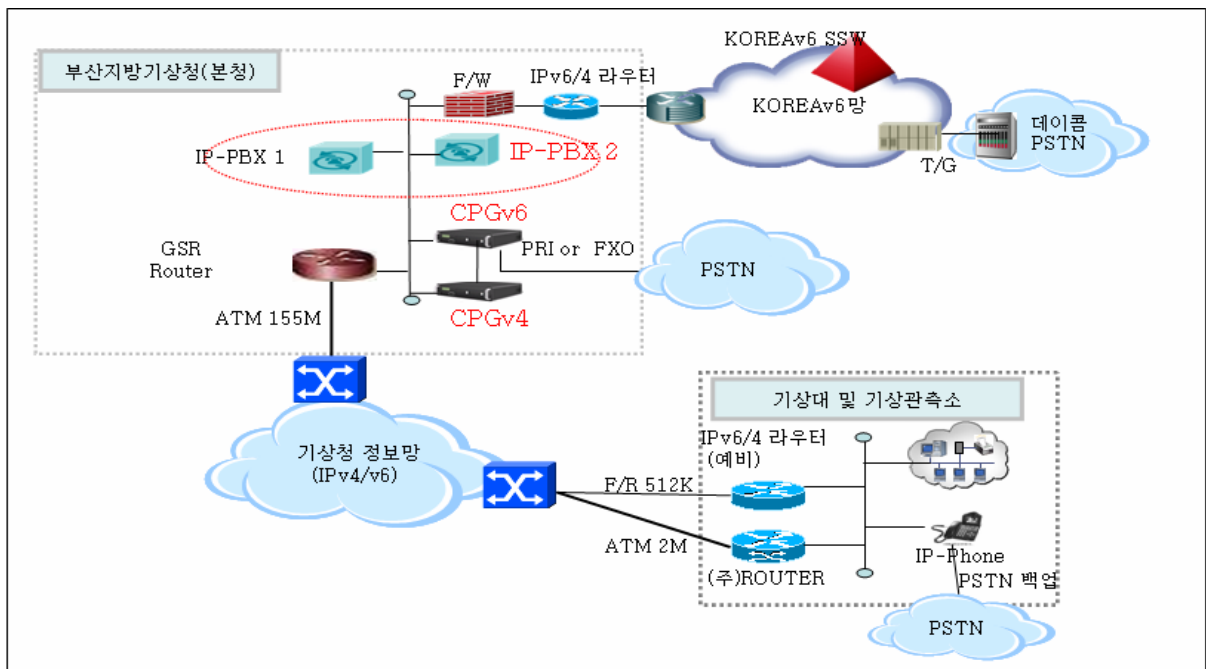 부산지방기상청(본청)
F/W
IPv6/4 라우터
KOREAv6 SSW
KOREAv6망
데이콤
PSTN
T/G
IP-PBX 1
IP-PBX 2
CPGv6
PRI or FXO
PSTN
GSR
Router
CPGv4
ATM 155M
기상청 정보망
(IPv4/v6)
기상대 및 기상관측소
IPv6/4 라우터
(예비)
F/R 512K
ATM 2M
(주)ROUTER
IP-Phone
PSTN 백업
PSTN